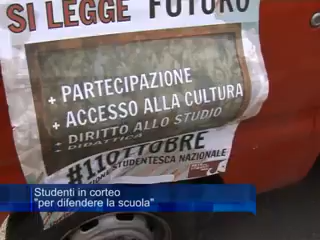 SI LEGGE FUTURO
+ PARTECIPAZIONE
+ ACCESSO ALLA CULTURA
+ DIRITTO ALLO STUDIO
+ DIDATTICA
#11OTTOBRE
STUDENTESCA NAZIONALE
Studenti in corteo
"per difendere la scuola"